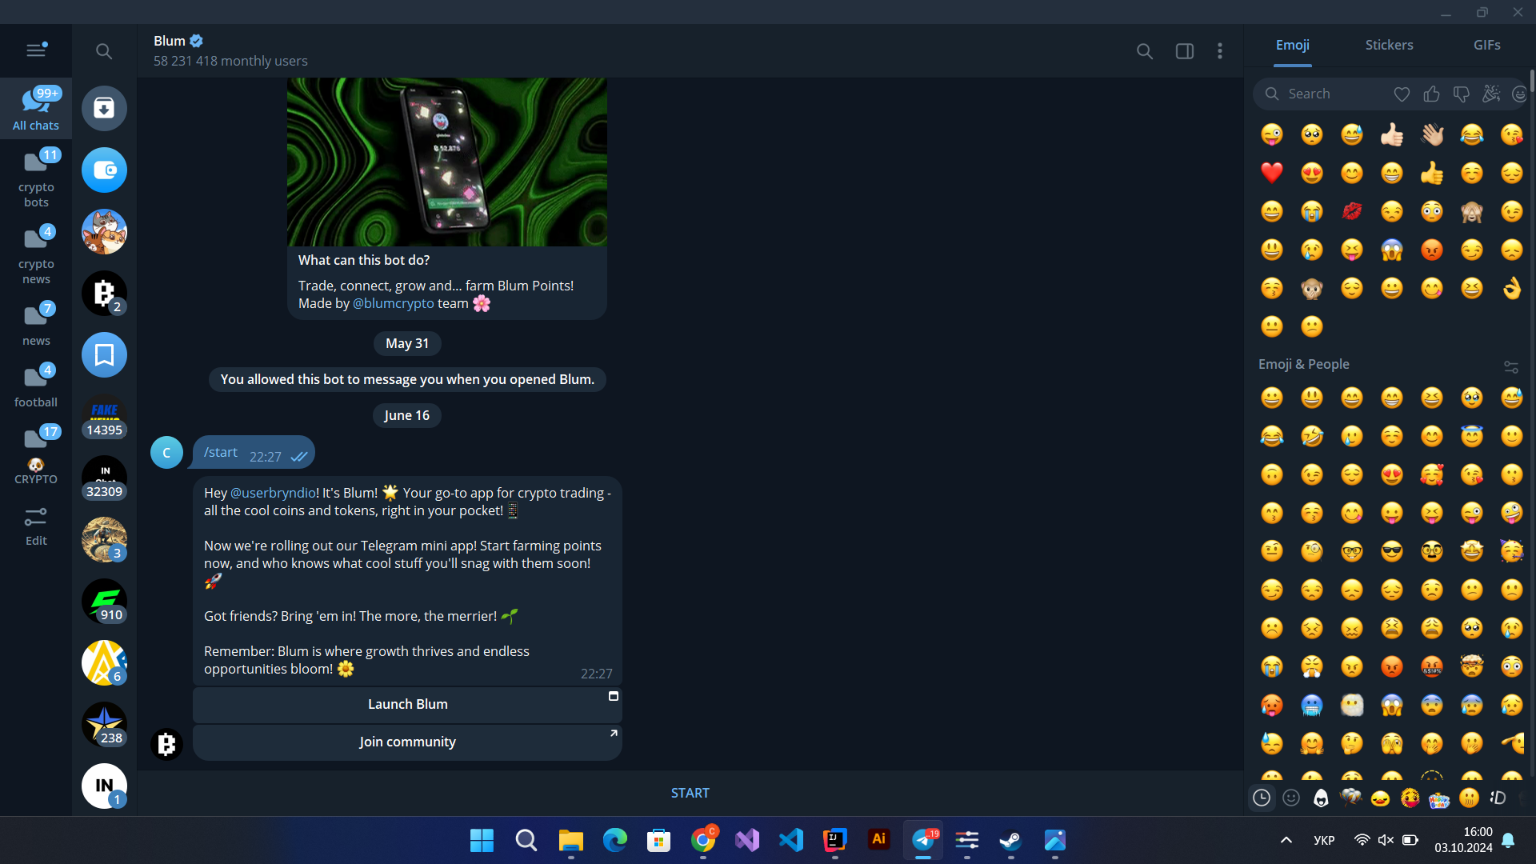 Blum
58 231 418 monthly users
Emoji
Stickers
GIFs
Search
99+
All chats
11
crypto
bots
4
crypto
news
7
news
4
football
17
CRYPTO
Edit
2
FAKE
14395
IN
32309
3
910
6
238
IN
1
What can this bot do?
Trade, connect, grow and... farm Blum Points!
Made by @blumcrypto team 🌸
May 31
You allowed this bot to message you when you opened Blum.
June 16
C
/start 22:27
Hey @userbryndio! It's Blum! 🌟 Your go-to app for crypto trading -
all the cool coins and tokens, right in your pocket! 📱
Now we're rolling out our Telegram mini app! Start farming points
now, and who knows what cool stuff you'll snag with them soon!
🚀
Got friends? Bring 'em in! The more, the merrier! 🌱
Remember: Blum is where growth thrives and endless
opportunities bloom! 🌼
22:27
Launch Blum
Join community
START
Emoji & People
:D
C
Ai
19
УКР
16:00
03.10.2024